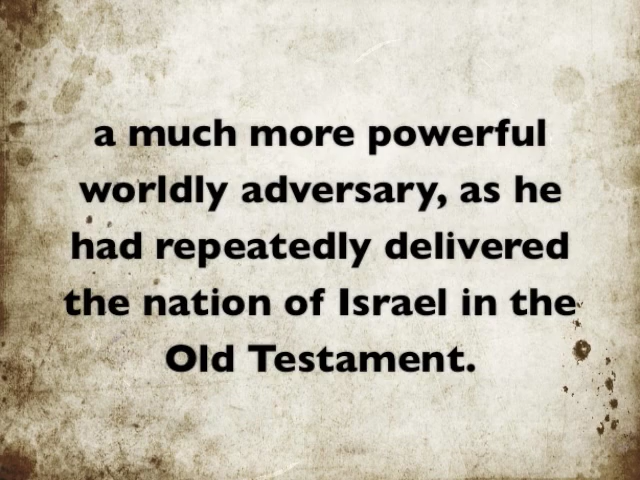 a much more powerful
worldly adversary, as he
had repeatedly delivered
the nation of Israel in the
Old Testament.